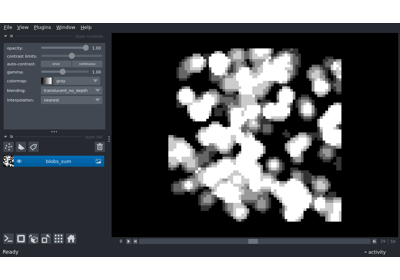 File View Plugins Window Help
opacity: 1.00
contrast limits:
auto-contrast: once continuous
gamma: 1.00
colormap: gray
blending: translucent_no_depth
interpolation: nearest
blobs_sum
Ready
activity